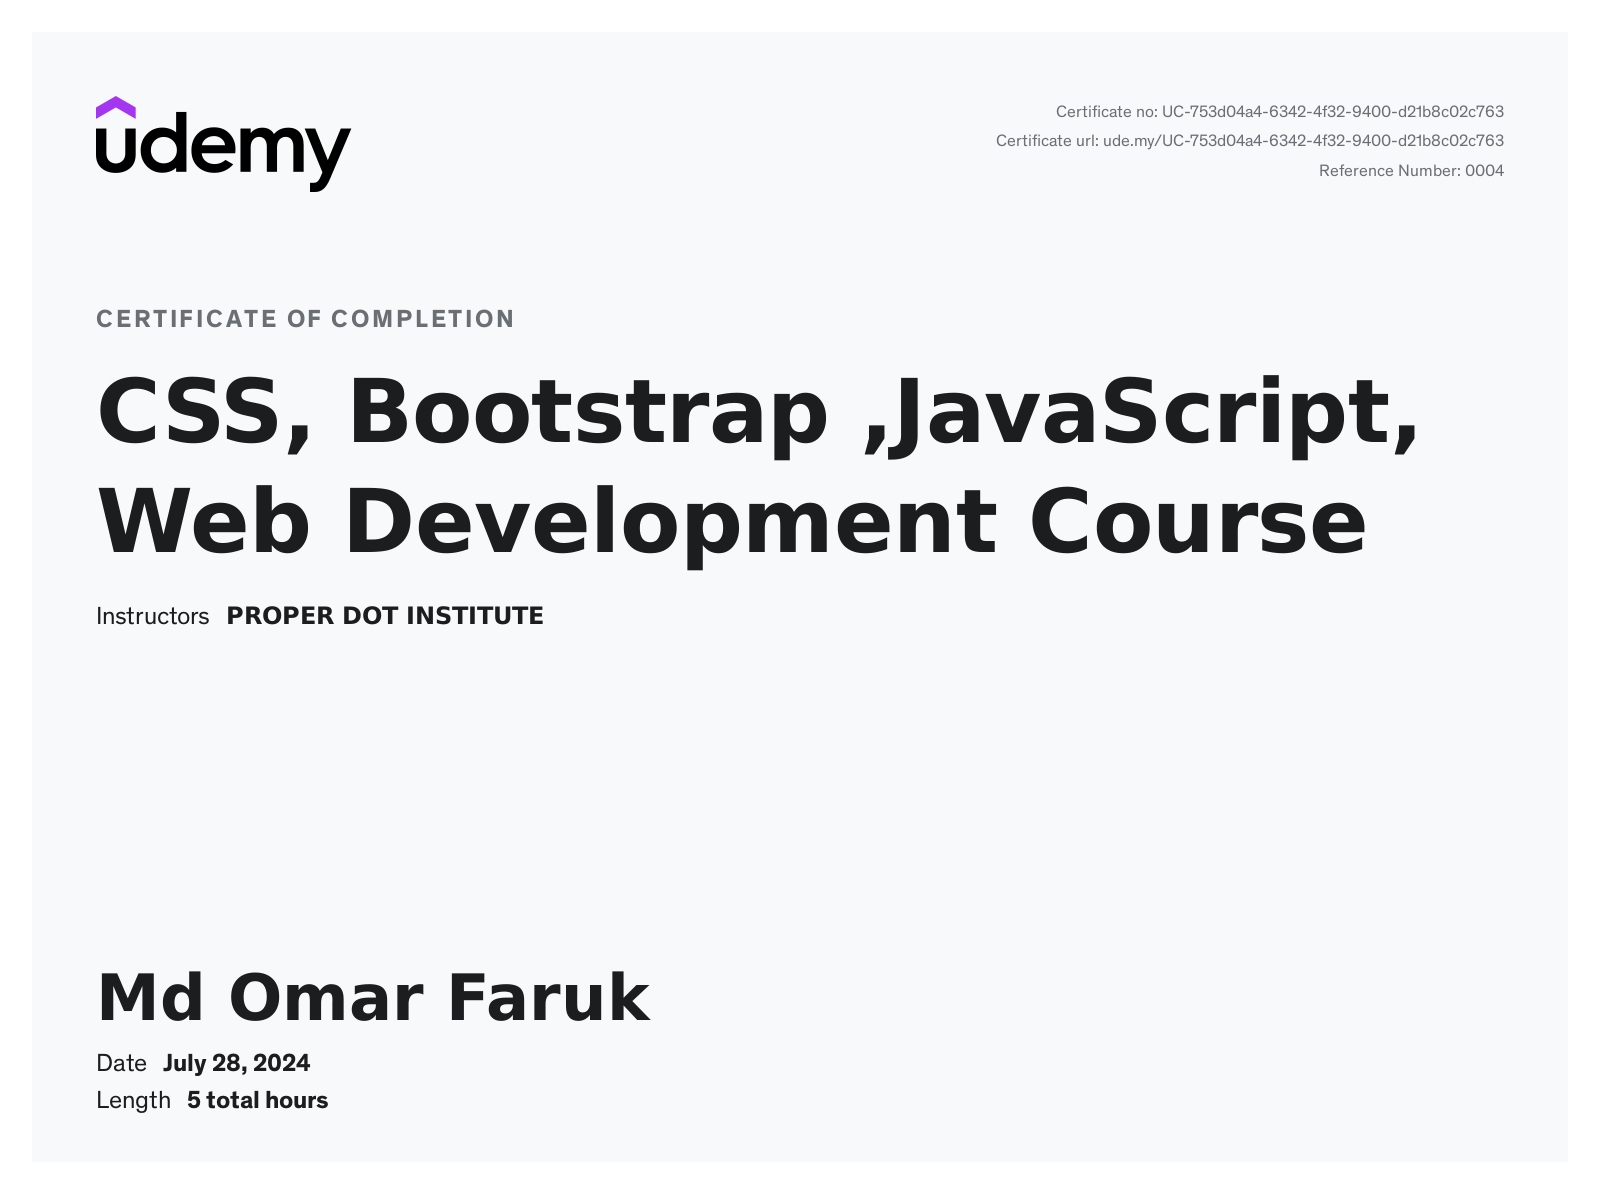 udemy
Certificate no: UC-753d04a4-6342-4f32-9400-d21b8c02c763
Certificate url: ude.my/UC-753d04a4-6342-4f32-9400-d21b8c02c763
Reference Number: 0004
CERTIFICATE OF COMPLETION
CSS, Bootstrap ,JavaScript,
Web Development Course
Instructors PROPER DOT INSTITUTE
Md Omar Faruk
Date July 28, 2024
Length 5 total hours